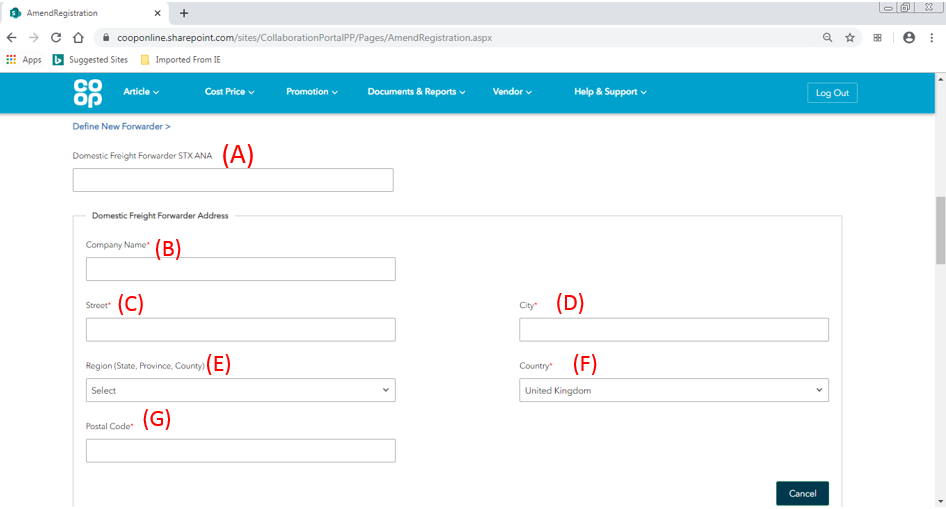 AmendRegistration
cooponline.sharepoint.com/sites/CollaborationPortalPP/Pages/AmendRegistration.aspx
Apps Suggested Sites Imported From IE
co
op
Article Cost Price Promotion Documents & Reports Vendor Help & Support Log Out
Define New Forwarder >
Domestic Freight Forwarder STX ANA (A)
Domestic Freight Forwarder Address
Company Name* (B)
Street* (C) City* (D)
Region (State, Province, County) (E) Country* (F)
Select United Kingdom
Postal Code* (G)
Cancel